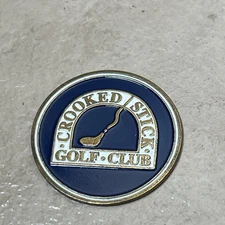 · CROOKED STICK ·
GOLF · CLUB